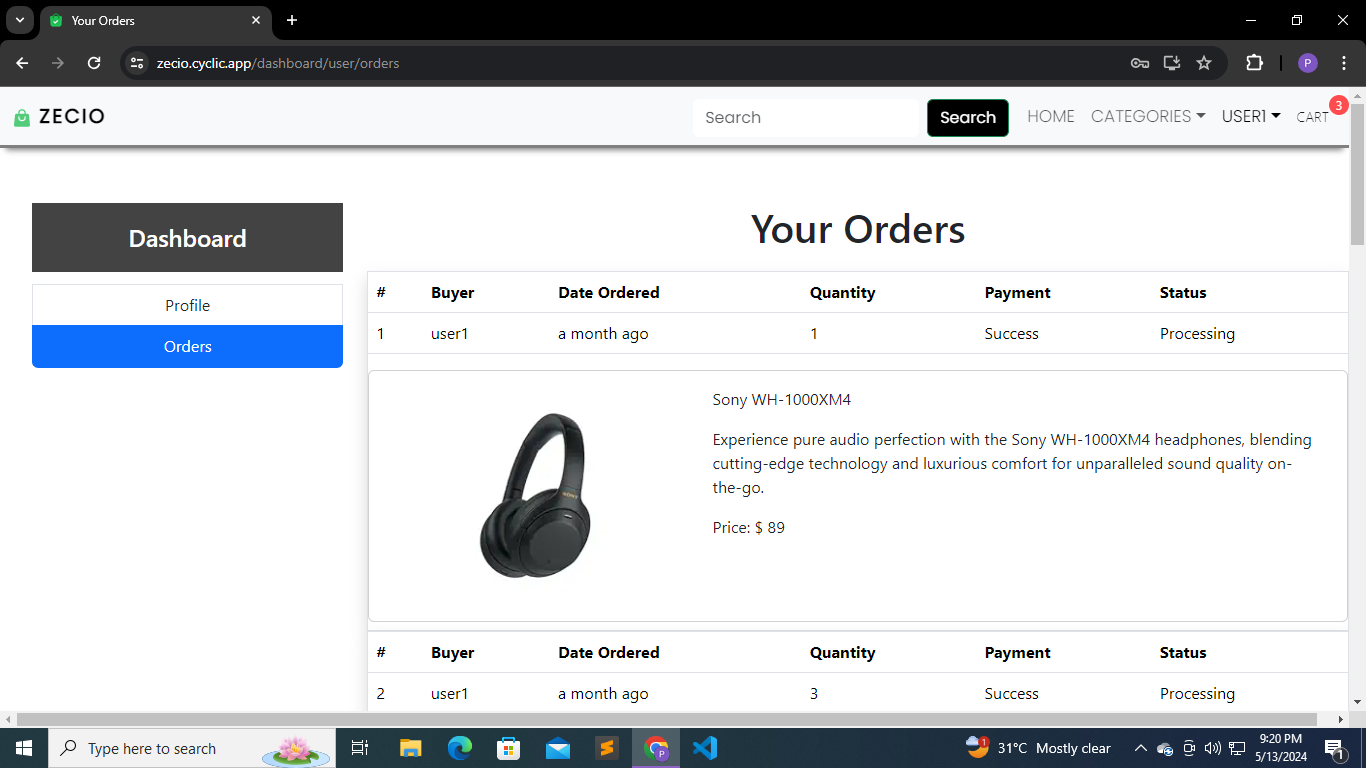 Your Orders
zecio.cyclic.app/dashboard/user/orders
P
ZECIO
Search
Search
HOME
CATEGORIES
USER1
CART
3
Dashboard
Profile
Orders
Your Orders
# Buyer Date Ordered Quantity Payment Status
1 user1 a month ago 1 Success Processing
SONY
Sony WH-1000XM4
Experience pure audio perfection with the Sony WH-1000XM4 headphones, blending
cutting-edge technology and luxurious comfort for unparalleled sound quality on-
the-go.
Price: $ 89
# Buyer Date Ordered Quantity Payment Status
2 user1 a month ago 3 Success Processing
Type here to search
P
1
31°C Mostly clear
9:20 PM
5/13/2024
1